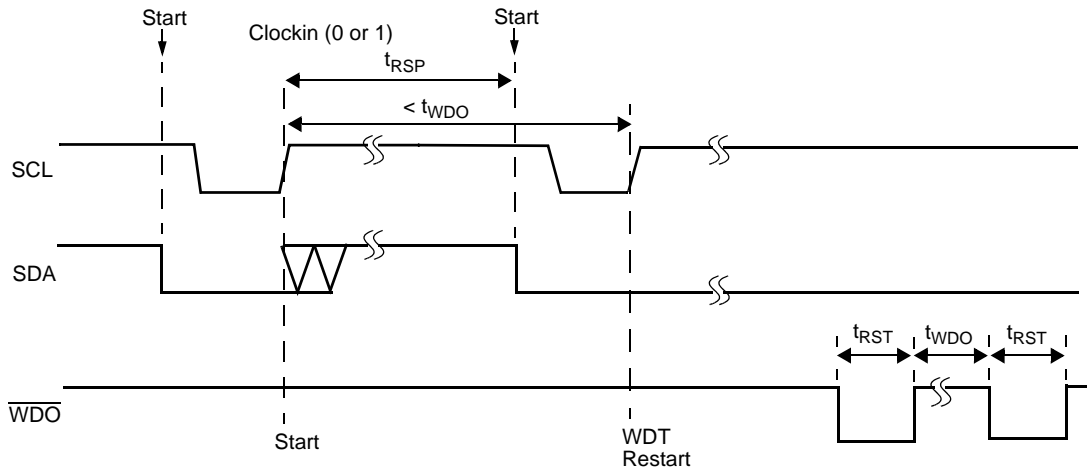 Start
Start
Clockin (0 or 1)
tRSP
< tWDO
SCL
SDA
tRST
tWDO
tRST
WDO
Start
WDT
Restart